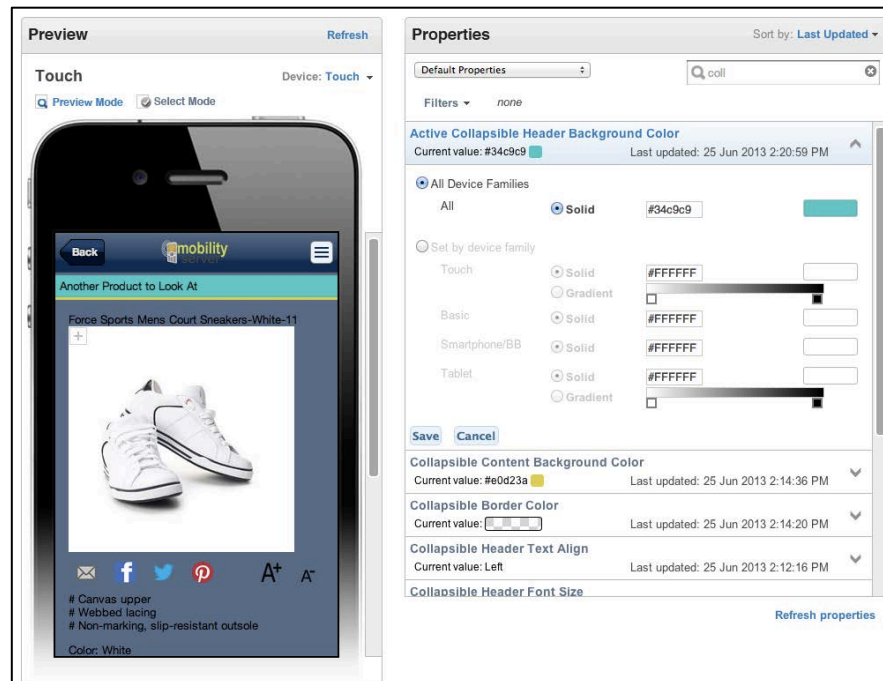 Preview
Refresh
Touch
Device: Touch
Preview Mode
Select Mode
Back
mobility
server
Another Product to Look At
Force Sports Mens Court Sneakers-White-11
+
A+ A-
# Canvas upper
# Webbed lacing
# Non-marking, slip-resistant outsole
Color: White
Properties
Sort by: Last Updated
Default Properties
coll
Filters none
Active Collapsible Header Background Color
Current value: #34c9c9
Last updated: 25 Jun 2013 2:20:59 PM
All Device Families
All Solid #34c9c9
Set by device family
Touch Solid #FFFFFF
Gradient
Basic Solid #FFFFFF
Smartphone/BB Solid #FFFFFF
Tablet Solid #FFFFFF
Gradient
Save Cancel
Collapsible Content Background Color
Current value: #e0d23a
Last updated: 25 Jun 2013 2:14:36 PM
Collapsible Border Color
Current value:
Last updated: 25 Jun 2013 2:14:20 PM
Collapsible Header Text Align
Current value: Left
Last updated: 25 Jun 2013 2:12:16 PM
Collapsible Header Font Size
Refresh properties